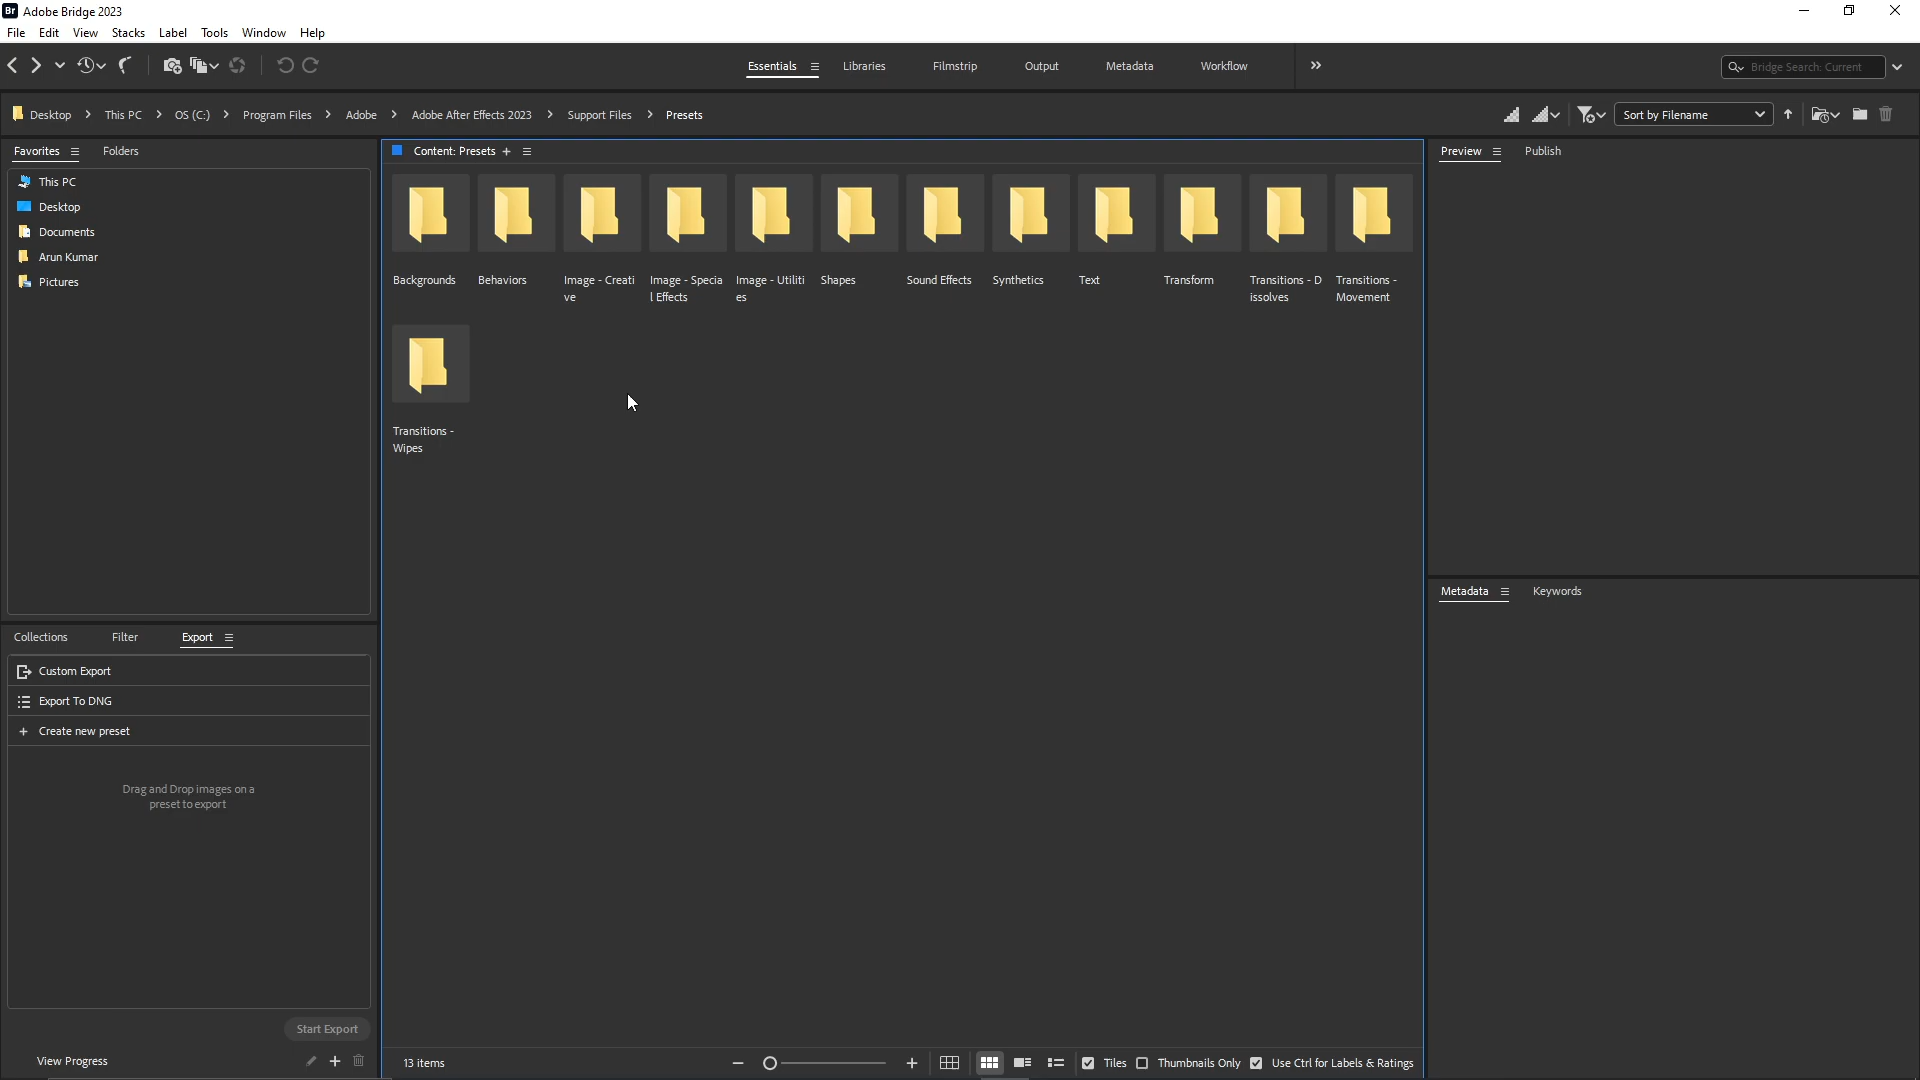 Br Adobe Bridge 2023
File Edit View Stacks Label Tools Window Help
Essentials Libraries Filmstrip Output Metadata Workflow
Bridge Search: Current
Desktop This PC OS (C:) Program Files Adobe Adobe After Effects 2023 Support Files Presets
Sort by Filename
Favorites Folders
This PC
Desktop
Documents
Arun Kumar
Pictures
Content: Presets
Backgrounds
Behaviors
Image - Creati
ve
Image - Specia
l Effects
Image - Utiliti
es
Shapes
Sound Effects
Synthetics
Text
Transform
Transitions - D
issolves
Transitions -
Movement
Transitions -
Wipes
Preview Publish
Metadata Keywords
Collections Filter Export
Custom Export
Export To DNG
Create new preset
Drag and Drop images on a
preset to export
Start Export
View Progress
13 items
Tiles Thumbnails Only Use Ctrl for Labels & Ratings